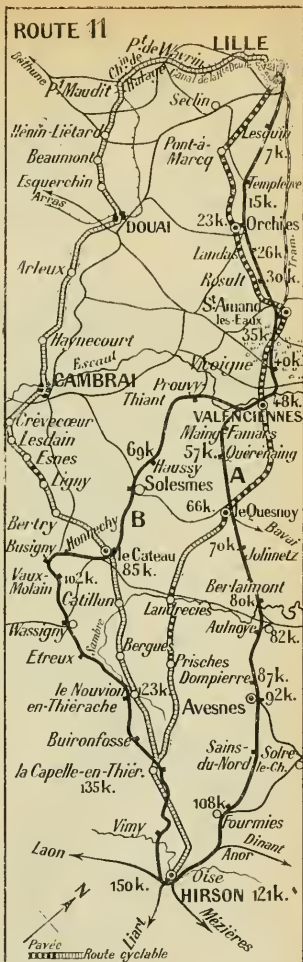 ROUTE 11
LILLE
Pt de Wavrin
Béthune
Canal de la Hte Deule
Pt Maudit
Seclin
Lesquin
7k.
Hénin-Liétard
Pont-à-
Marcq
Beaumont
Templeuve
15k.
Esquerchin
Arras
DOUAI
23k.
Orchies
Landas
26k.
Rosult
30k.
Arleux
St Amand
les-Eaux
35k.
Haynecourt
Escaut
Vicoigne
40k.
CAMBRAI
Prouvy-
Thiant
48k.
VALENCIENNES
Crévecœur
Lesdain
Maing
Famars
69k.
57k.
Quérénaing
Esnes
Haussy
A
Ligny
Solesmes
66k.
le Quesnoy
Bavai
B
Bertry
Honnechy
70k.
Jolimetz
Busigny
le Cateau
85k.
Vaux-
Molain
102k.
Berlaimont
80k.
Catillon
Landrecies
Aulnoye
82k.
Wassigny
Sambre
Bergues
Etreux
Prisches
Dompierre
87k.
le Nouvion
en-Thiérache
123k.
Avesnes
92k.
Buironfosse
Sains-
du-Nord
Solre-
le-Ch.
la Capelle-en-Thiér.
135k.
108k.
Fourmies
Vimy
Anor
Dinant
Laon
Oise
150k.
HIRSON 121k.
N
Liart
Mézières
Pavée
Route cyclable